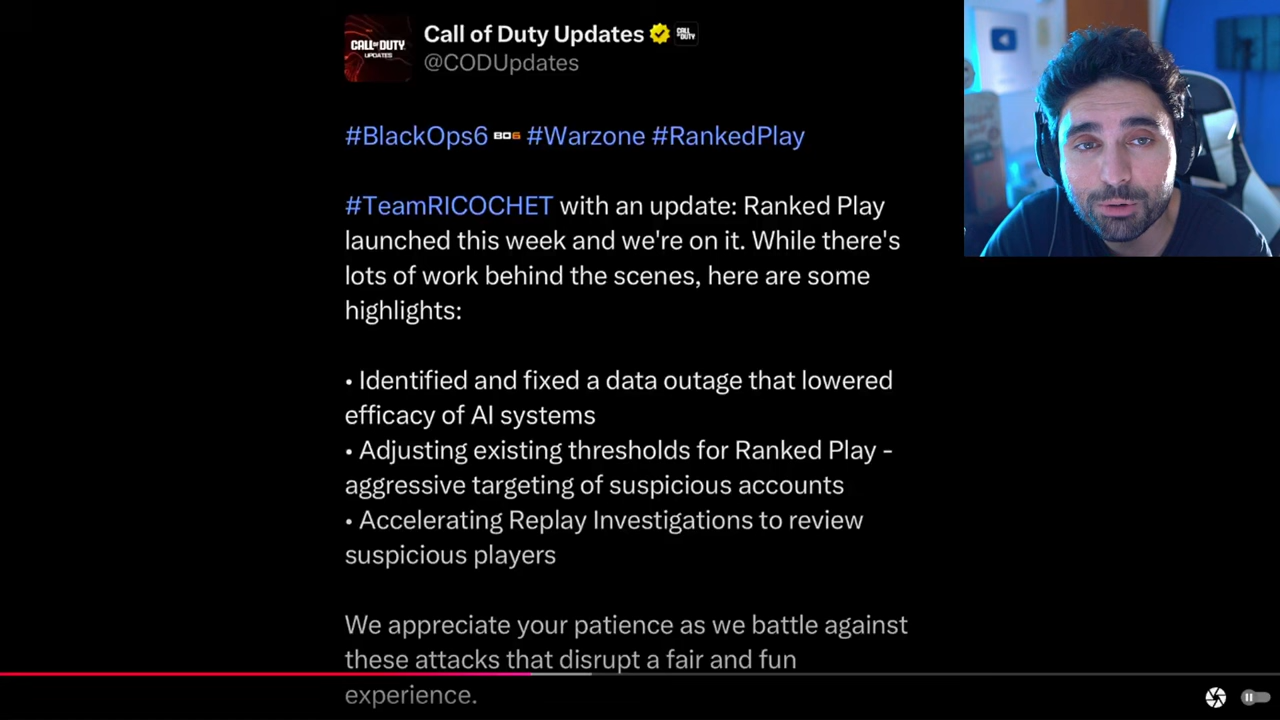 CALL OF DUTY
UPDATES
Call of Duty Updates
CALL OF DUTY
@CODUpdates
#BlackOps6 BO6 #Warzone #RankedPlay
#TeamRICOCHET with an update: Ranked Play
launched this week and we're on it. While there's
lots of work behind the scenes, here are some
highlights:
• Identified and fixed a data outage that lowered
efficacy of AI systems
• Adjusting existing thresholds for Ranked Play -
aggressive targeting of suspicious accounts
• Accelerating Replay Investigations to review
suspicious players
We appreciate your patience as we battle against
these attacks that disrupt a fair and fun
experience.